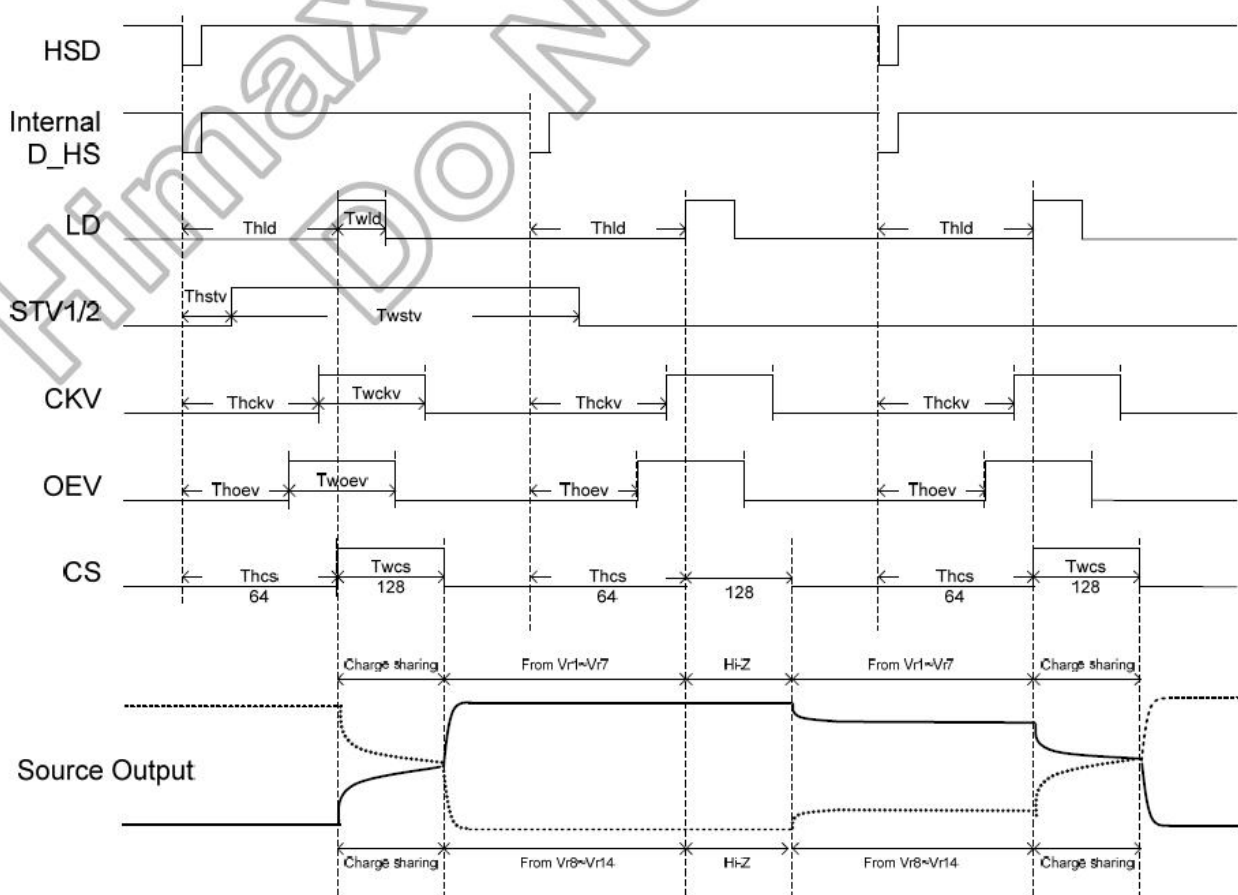 Himax
Do No
HSD
Internal
D_HS
LD
Thld
Twld
Thld
Thld
STV1/2
Thstv
Twstv
CKV
Thckv
Twckv
Thckv
Thckv
OEV
Thoev
Twoev
Thoev
Thoev
CS
Thcs
64
Twcs
128
Thcs
64
128
Thcs
64
Twcs
128
Charge sharing
From Vr1~Vr7
Hi-Z
From Vr1~Vr7
Charge sharing
Source Output
Charge sharing
From Vr8~Vr14
Hi-Z
From Vr8~Vr14
Charge sharing